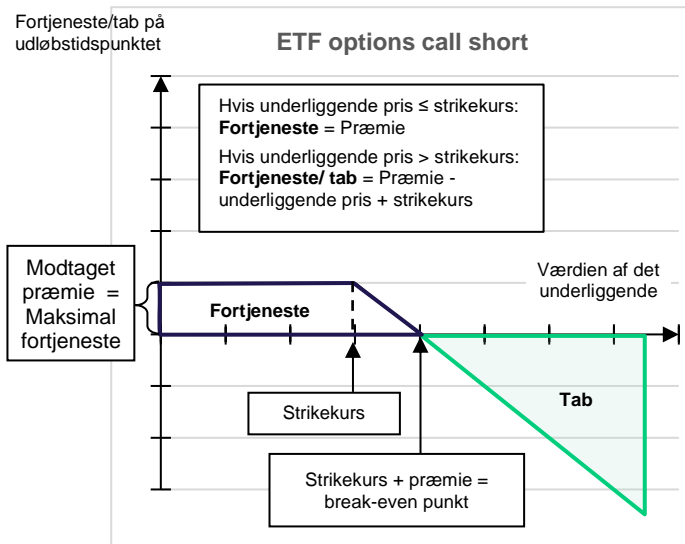 Fortjeneste/tab på
udløbstidspunktet
ETF options call short
Hvis underliggende pris ≤ strikekurs:
Fortjeneste = Præmie
Hvis underliggende pris > strikekurs:
Fortjeneste/ tab = Præmie -
underliggende pris + strikekurs
Modtaget
præmie =
Maksimal
fortjeneste
Fortjeneste
Værdien af det
underliggende
Tab
Strikekurs
Strikekurs + præmie =
break-even punkt